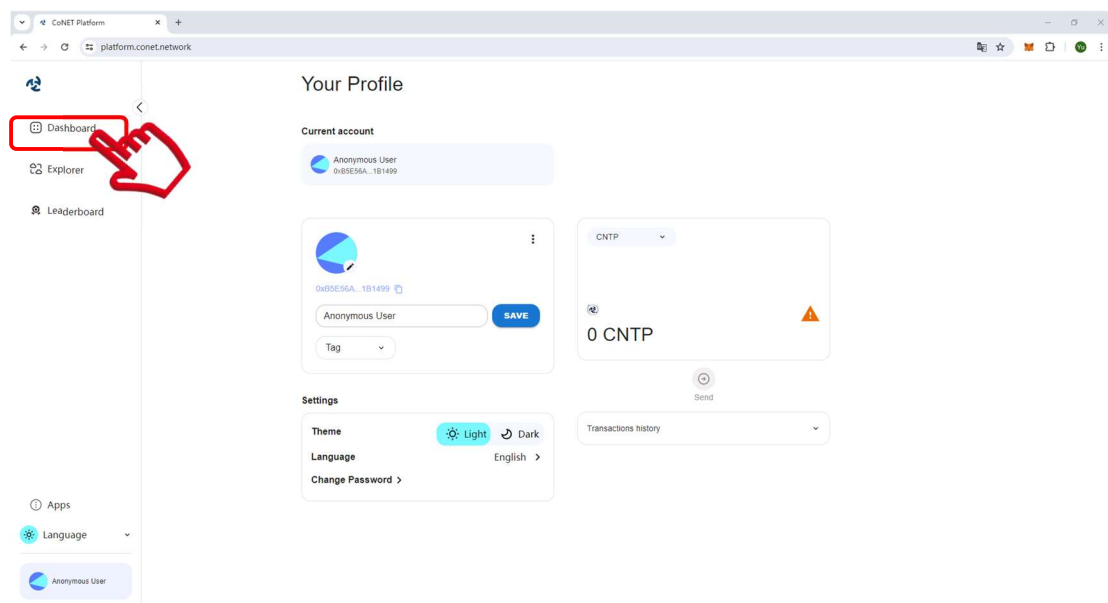 CoNET Platform
platform.conet.network
Yu
Your Profile
Dashboard
Explorer
Leaderboard
Current account
Anonymous User
0xB5E56A...1B1499
0xB5E56A...1B1499
Anonymous User
SAVE
Tag
CNTP
0 CNTP
Send
Transactions history
Settings
Theme
Light
Dark
Language
English
Change Password
Apps
Language
Anonymous User